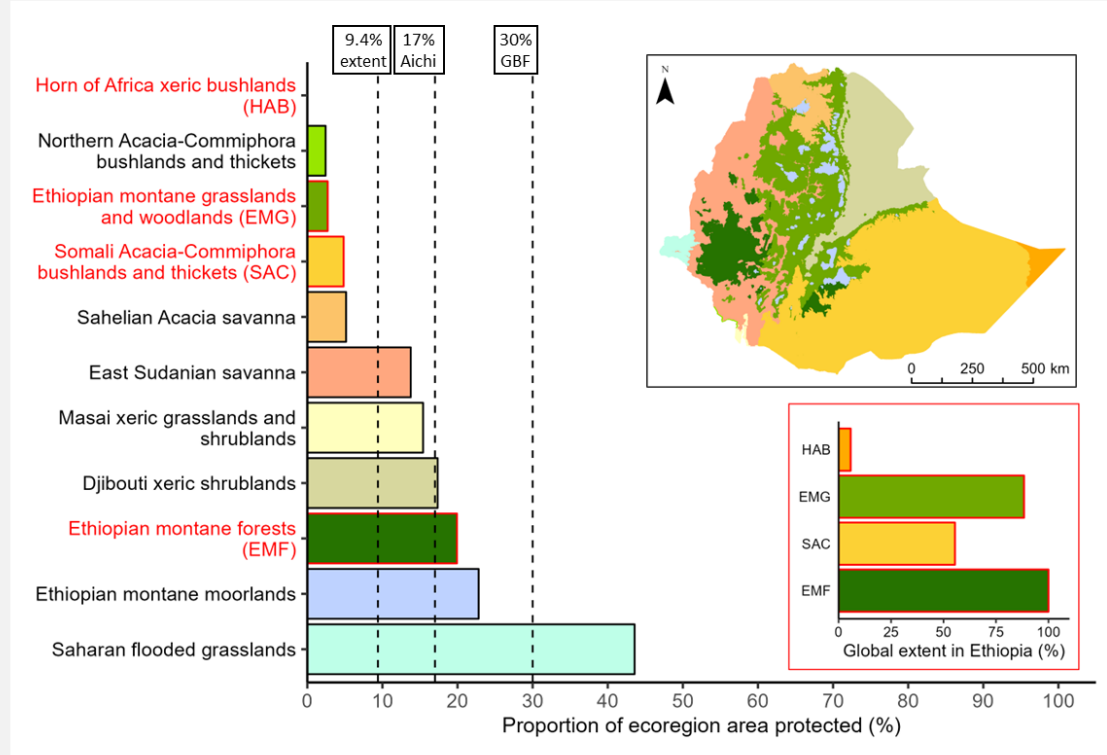 9.4%
extent
17%
Aichi
30%
GBF
Horn of Africa xeric bushlands
(HAB)
Northern Acacia-Commiphora
bushlands and thickets
Ethiopian montane grasslands
and woodlands (EMG)
Somali Acacia-Commiphora
bushlands and thickets (SAC)
Sahelian Acacia savanna
East Sudanian savanna
Masai xeric grasslands and
shrublands
Djibouti xeric shrublands
Ethiopian montane forests
(EMF)
Ethiopian montane moorlands
Saharan flooded grasslands
0 10 20 30 40 50 60 70 80 90 100
Proportion of ecoregion area protected (%)
N
0 250 500 km
HAB
EMG
SAC
EMF
0 25 50 75 100
Global extent in Ethiopia (%)